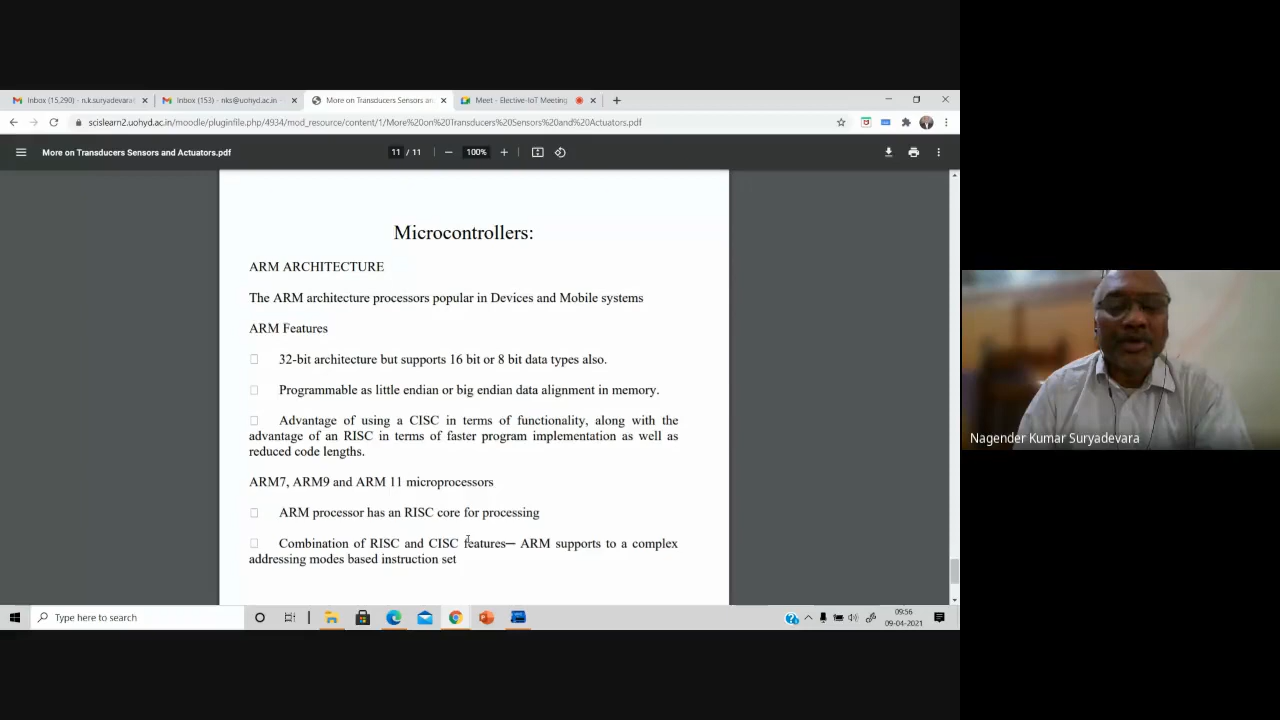 Inbox (15,290) - n.k.suryadevara
Inbox (153) - nks@uohyd.ac.in -
More on Transducers Sensors an
Meet - Elective-IoT Meeting
scislearn2.uohyd.ac.in/moodle/pluginfile.php/4934/mod_resource/content/1/More%20on%20Transducers%20Sensors%20and%20Actuators.pdf
More on Transducers Sensors and Actuators.pdf
11 / 11
100%
Microcontrollers:
ARM ARCHITECTURE
The ARM architecture processors popular in Devices and Mobile systems
ARM Features
32-bit architecture but supports 16 bit or 8 bit data types also.
Programmable as little endian or big endian data alignment in memory.
Advantage of using a CISC in terms of functionality, along with the
advantage of an RISC in terms of faster program implementation as well as
reduced code lengths.
ARM7, ARM9 and ARM 11 microprocessors
ARM processor has an RISC core for processing
Combination of RISC and CISC features─ ARM supports to a complex
addressing modes based instruction set
Nagender Kumar Suryadevara
Type here to search
09:56
09-04-2021